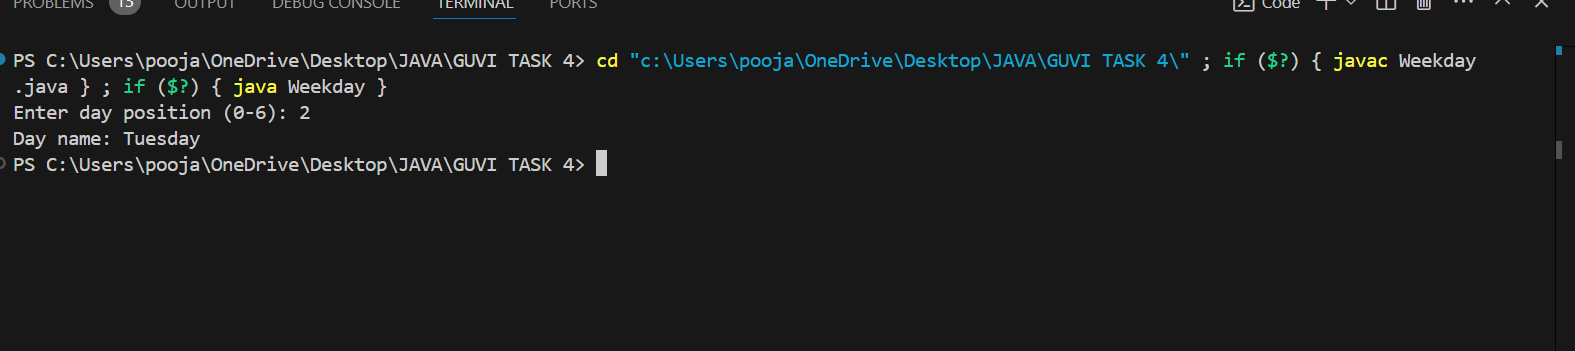 PROBLEMS 13 OUTPUT DEBUG CONSOLE TERMINAL PORTS Code
PS C:\Users\pooja\OneDrive\Desktop\JAVA\GUVI TASK 4> cd "c:\Users\pooja\OneDrive\Desktop\JAVA\GUVI TASK 4\" ; if ($?) { javac Weekday
.java } ; if ($?) { java Weekday }
Enter day position (0-6): 2
Day name: Tuesday
PS C:\Users\pooja\OneDrive\Desktop\JAVA\GUVI TASK 4>